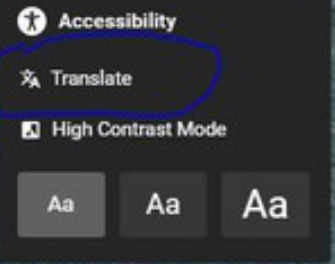 Accessibility
Translate
High Contrast Mode
Aa Aa Aa